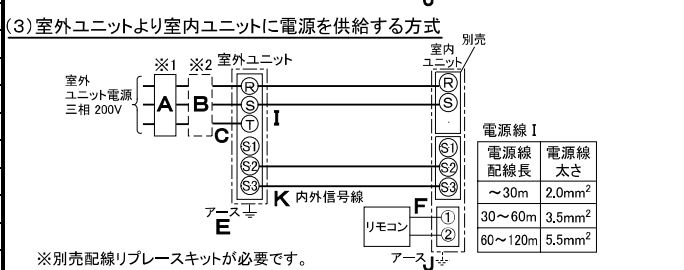 (3)室外ユニットより室内ユニットに電源を供給する方式
※1 ※2 室外ユニット
室内ユニット
別売
室外
ユニット電源
三相 200V
A
B
C
R
S
T
S1
S2
S3
I
R
S
S1
S2
S3
K 内外信号線
アース
E
F
リモコン
①
②
アース
J
電源線 I
電源線配線長 電源線太さ
～30m 2.0mm²
30～60m 3.5mm²
60～120m 5.5mm²
※別売配線リプレースキットが必要です。